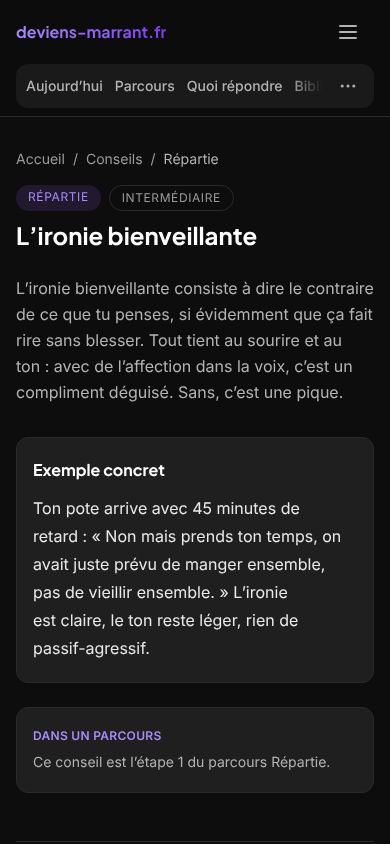 deviens-marrant.fr
Aujourd’hui Parcours Quoi répondre
Accueil / Conseils / Répartie
RÉPARTIE INTERMÉDIAIRE
L’ironie bienveillante
L’ironie bienveillante consiste à dire le contraire
de ce que tu penses, si évidemment que ça fait
rire sans blesser. Tout tient au sourire et au
ton : avec de l’affection dans la voix, c’est un
compliment déguisé. Sans, c’est une pique.
Exemple concret
Ton pote arrive avec 45 minutes de
retard : « Non mais prends ton temps, on
avait juste prévu de manger ensemble,
pas de vieillir ensemble. » L’ironie
est claire, le ton reste léger, rien de
passif-agressif.
DANS UN PARCOURS
Ce conseil est l’étape 1 du parcours Répartie.